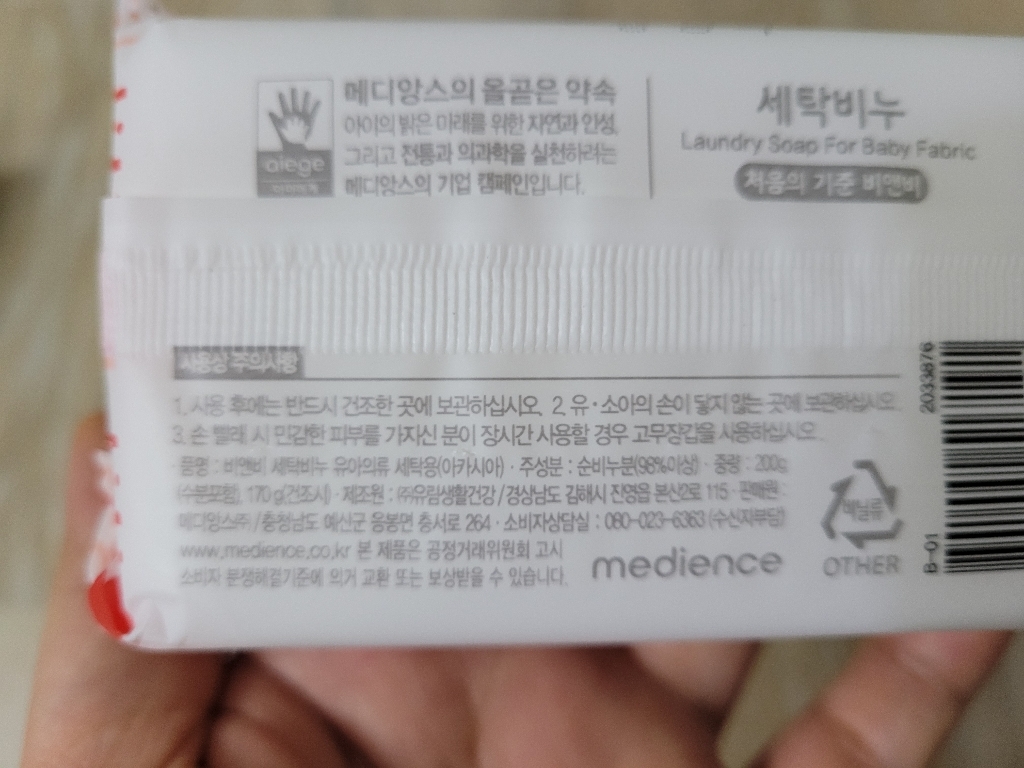 메디앙스의 올곧은 약속
아이의 밝은 미래를 위한 자연과 인성,
그리고 전통과 의과학을 실천하려는
메디앙스의 기업 캠페인입니다.
aiege
세탁비누
Laundry Soap For Baby Fabric
처음의 기준 비앤비
사용상 주의사항
1. 사용 후에는 반드시 건조한 곳에 보관하십시오. 2. 유·소아의 손이 닿지 않는 곳에 보관하십시오.
3. 손 빨래 시 민감한 피부를 가지신 분이 장시간 사용할 경우 고무장갑을 사용하십시오.
· 품명 : 비앤비 세탁비누 유아의류 세탁용(아카시아) · 주성분 : 순비누분(98%이상) · 중량 : 200g
(수분포함), 170g(건조시) · 제조원 : ㈜유림생활건강 / 경상남도 김해시 진영읍 본산2로 115 · 판매원 :
메디앙스㈜ / 충청남도 예산군 응봉면 충서로 264 · 소비자상담실 : 080-023-6363 (수신자부담)
www.medience.co.kr 본 제품은 공정거래위원회 고시
소비자 분쟁해결기준에 의거 교환 또는 보상받을 수 있습니다.
medience
비닐류
OTHER
2033876
B-01